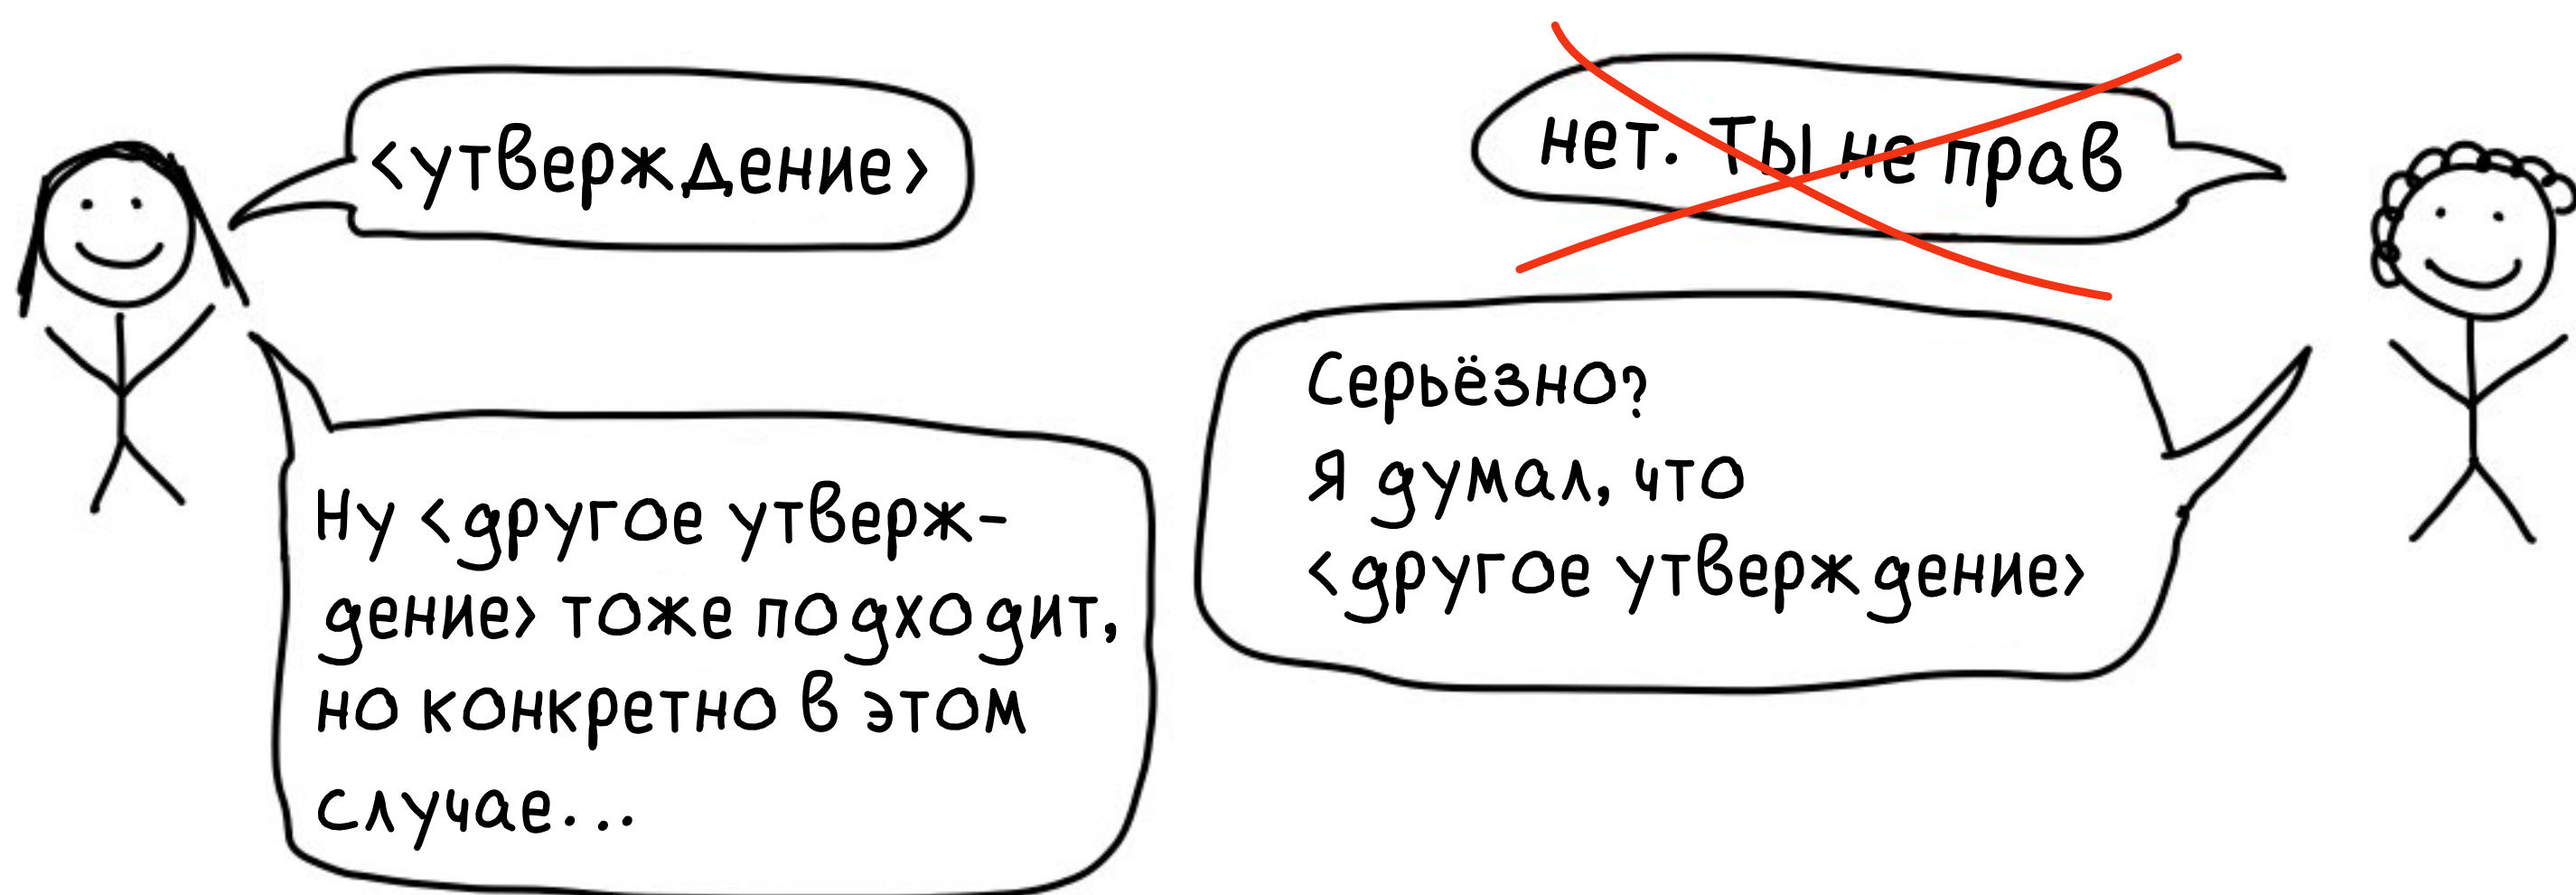 <утверждение>
нет. Ты не прав
Серьёзно?
Я думал, что
<другое утверждение>
Ну <другое утверж-
дение> тоже подходит,
но конкретно в этом
случае...